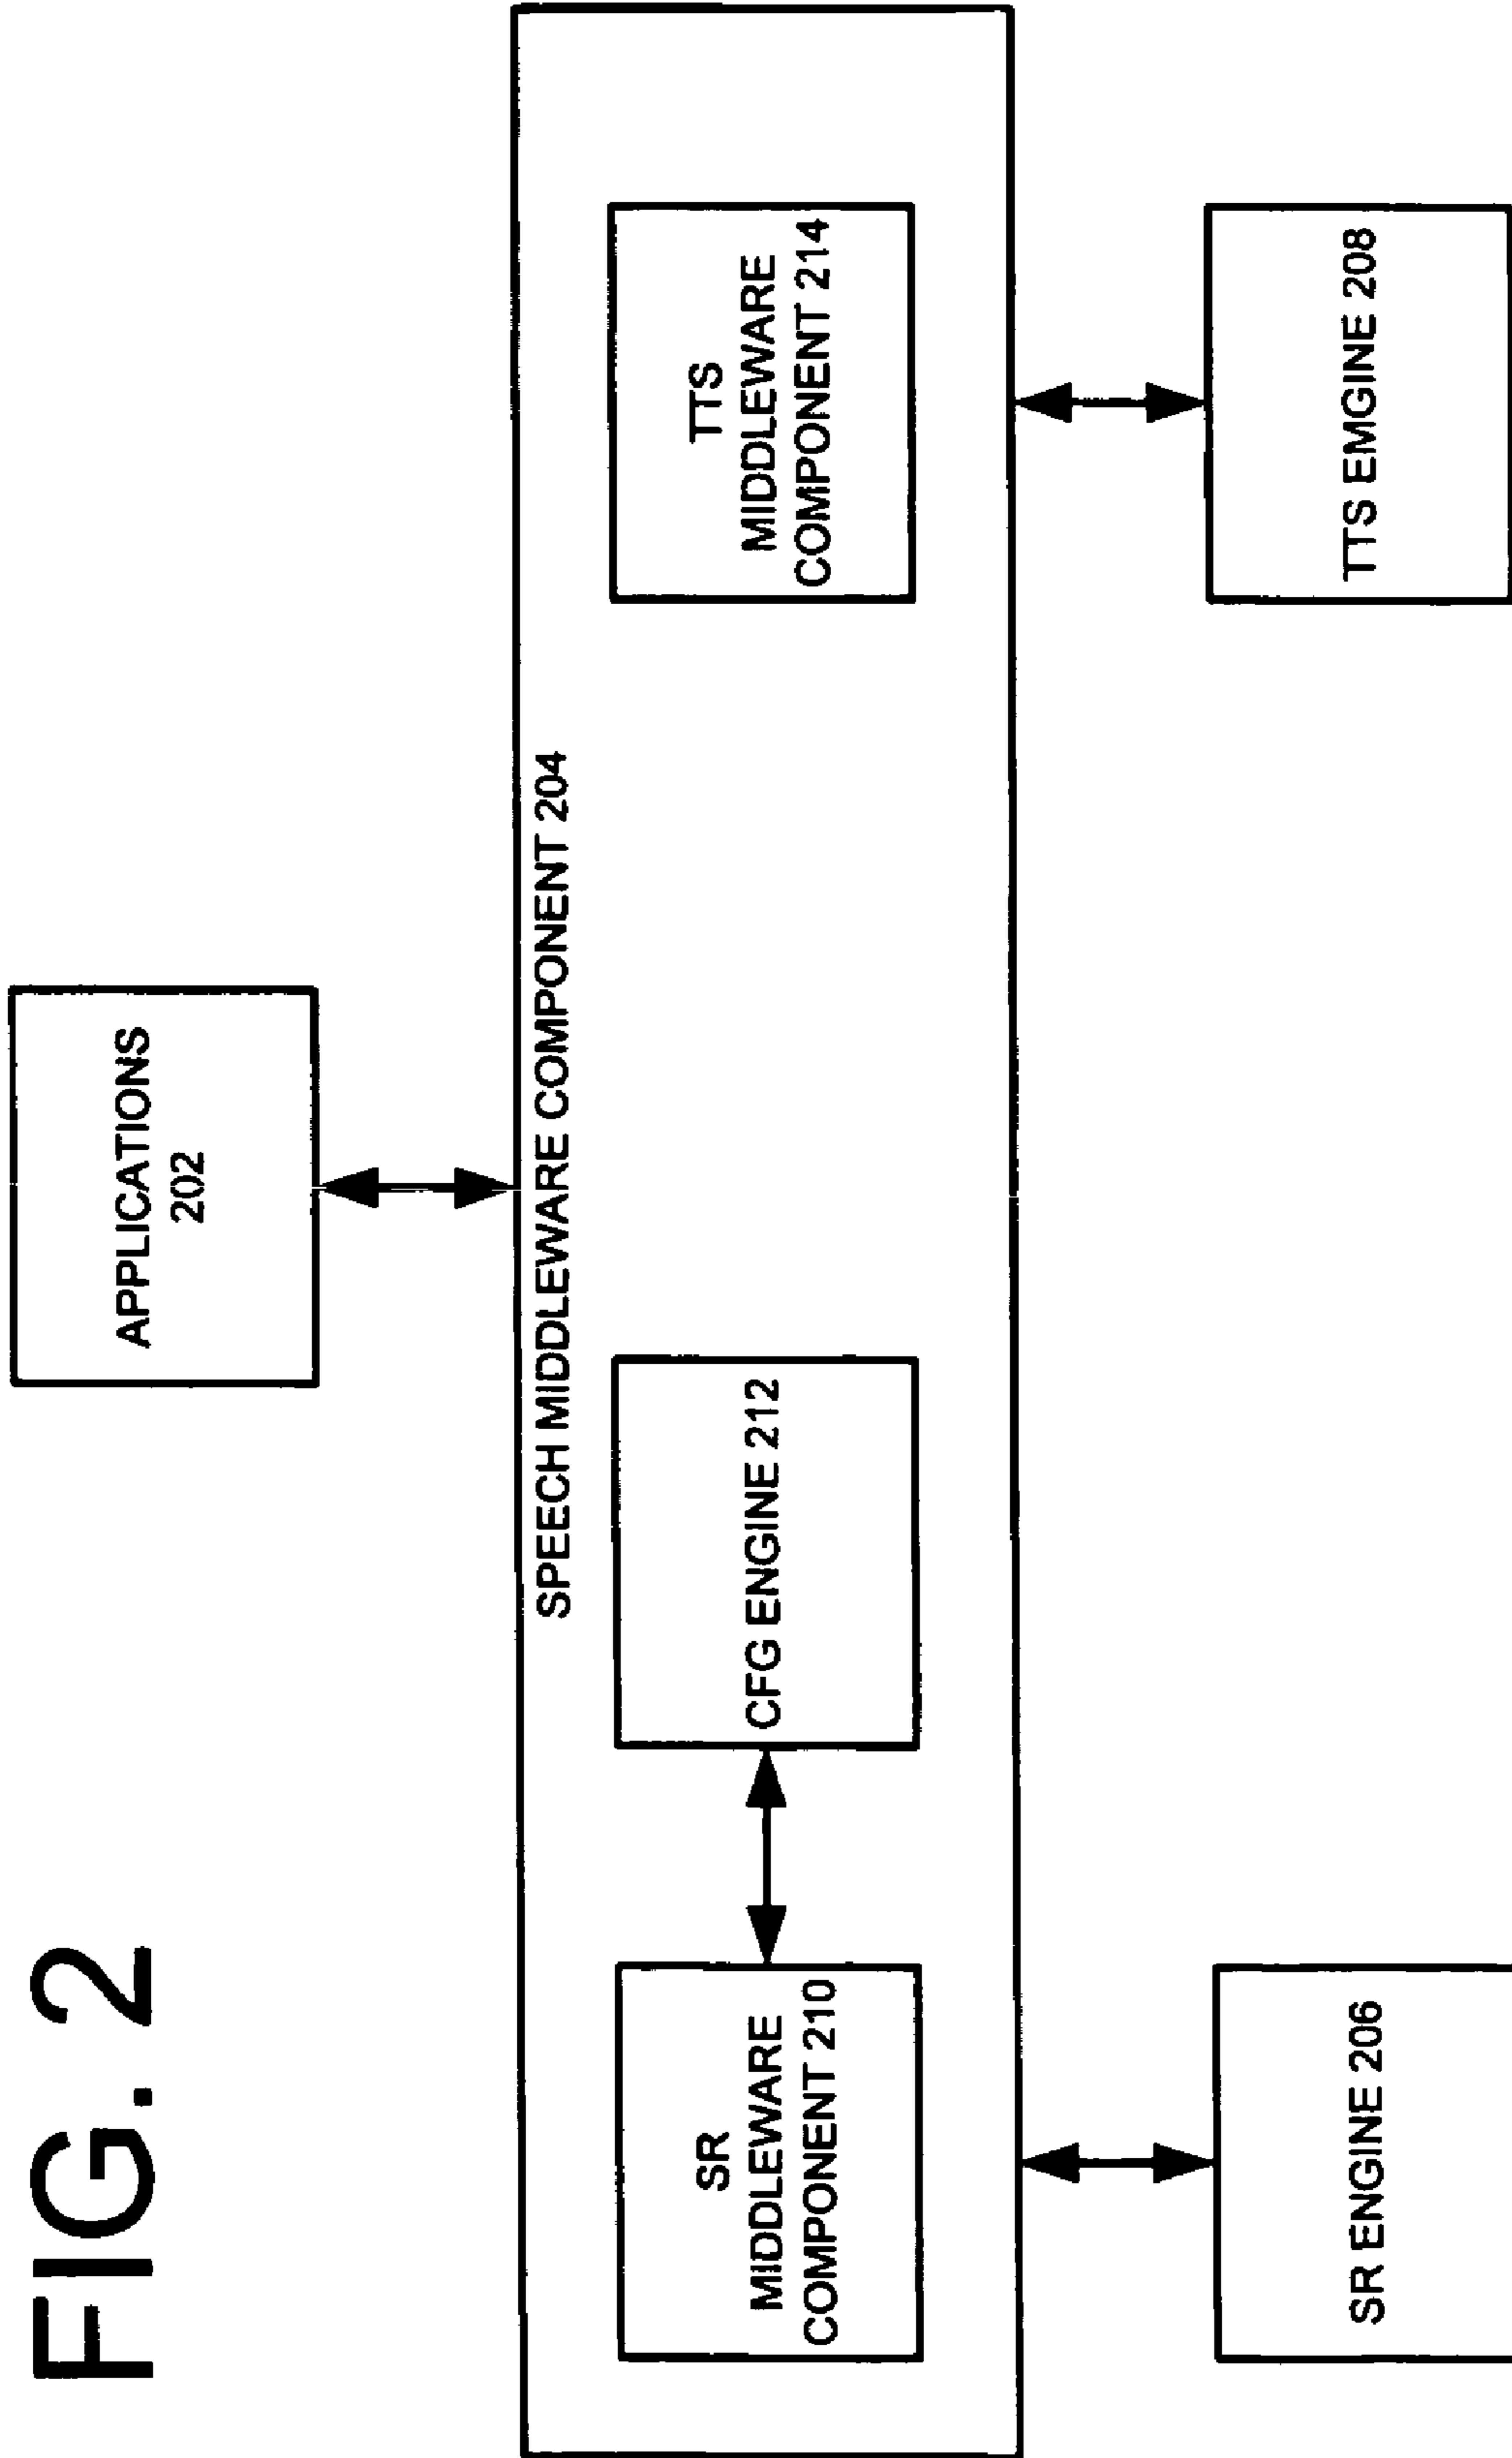 FIG. 2
APPLICATIONS
202
SPEECH MIDDLEWARE COMPONENT 204
SR
MIDDLEWARE
COMPONENT 210
CFG ENGINE 212
TTS
MIDDLEWARE
COMPONENT 214
SR ENGINE 206
TTS EMGINE 208